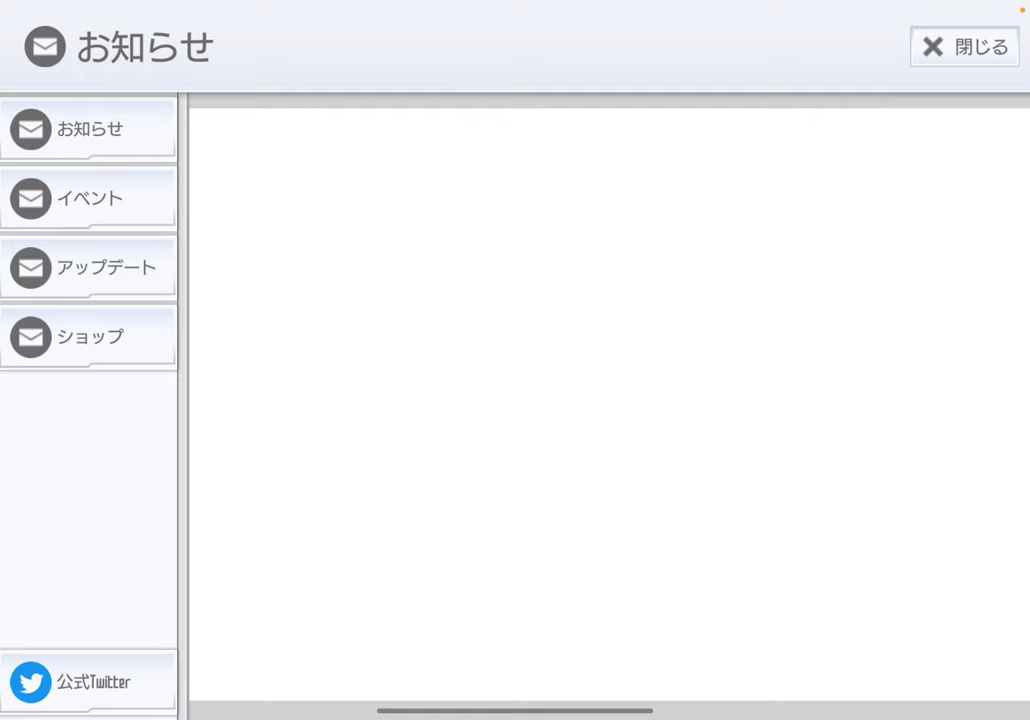 お知らせ
閉じる
お知らせ
イベント
アップデート
ショップ
公式Twitter